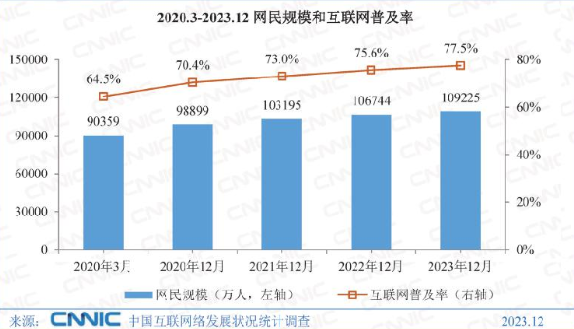 2020.3-2023.12 网民规模和互联网普及率
150000
120000
90000
60000
30000
0
80%
60%
40%
20%
0%
64.5%
70.4%
73.0%
75.6%
77.5%
90359
98899
103195
106744
109225
2020年3月
2020年12月
2021年12月
2022年12月
2023年12月
网民规模（万人，左轴）
互联网普及率（右轴）
来源： CNNIC 中国互联网络发展状况统计调查
2023.12